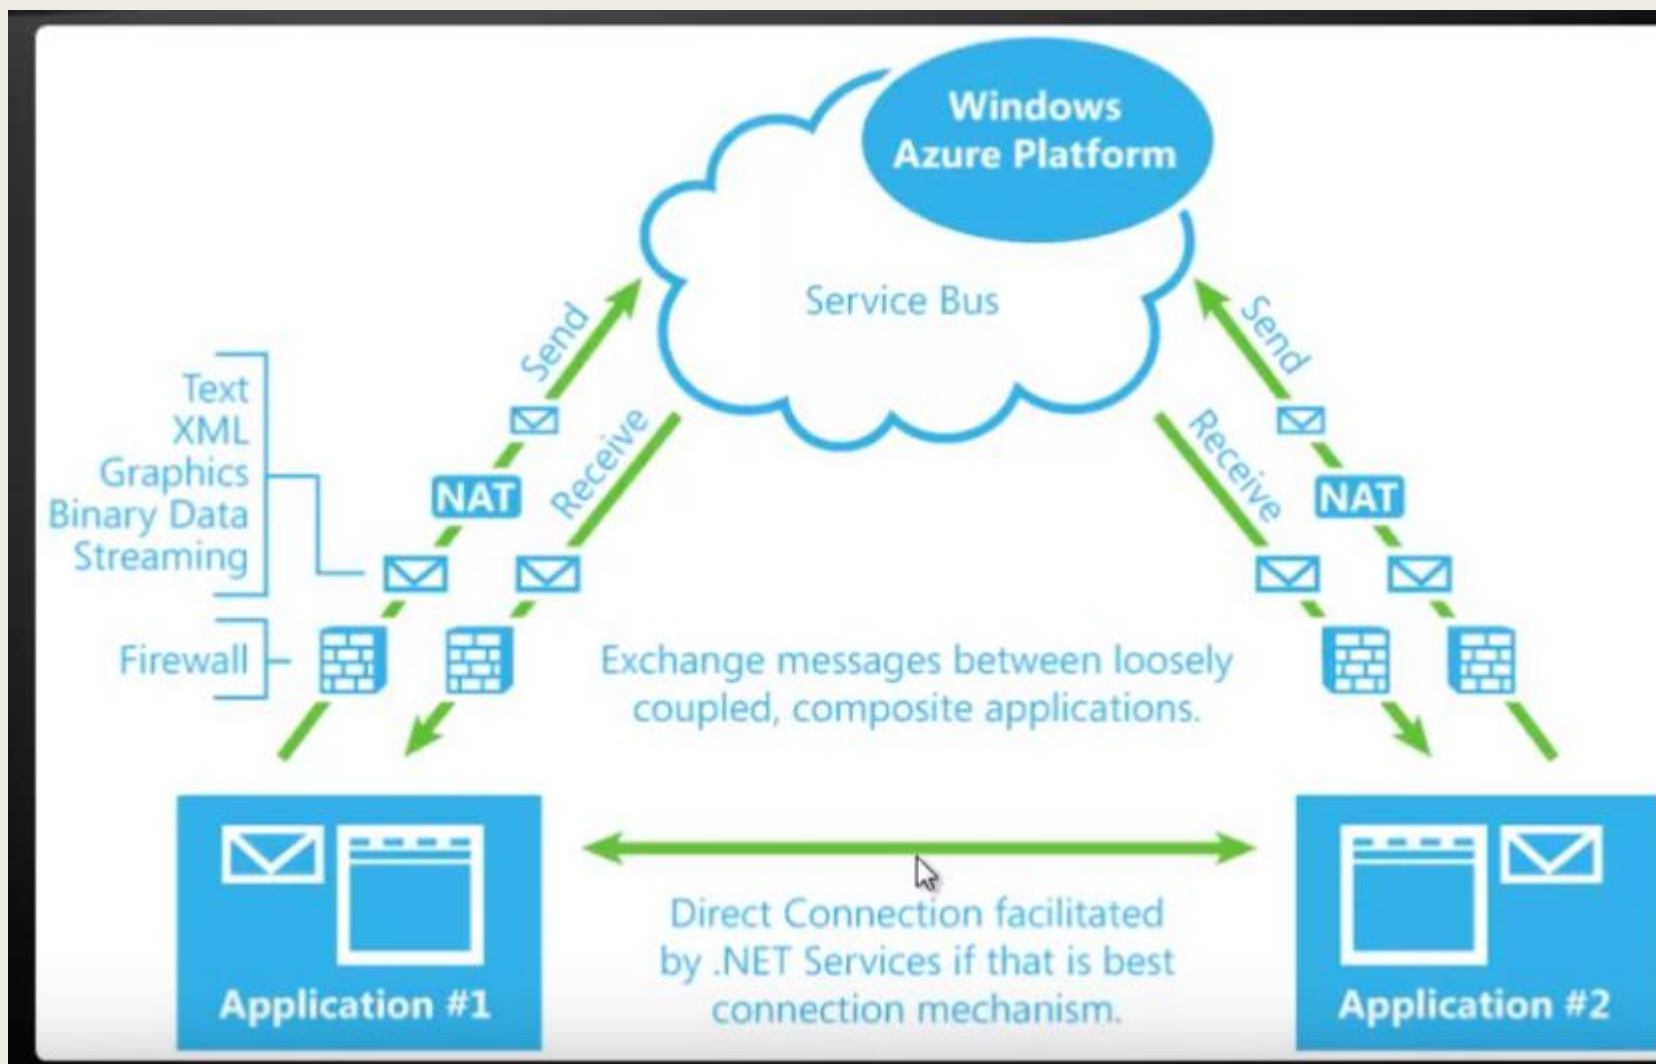 Windows
Azure Platform
Service Bus
Send
Send
Receive
Receive
Text
XML
Graphics
Binary Data
Streaming
NAT
NAT
Firewall
Exchange messages between loosely
coupled, composite applications.
Direct Connection facilitated
by .NET Services if that is best
connection mechanism.
Application #1
Application #2